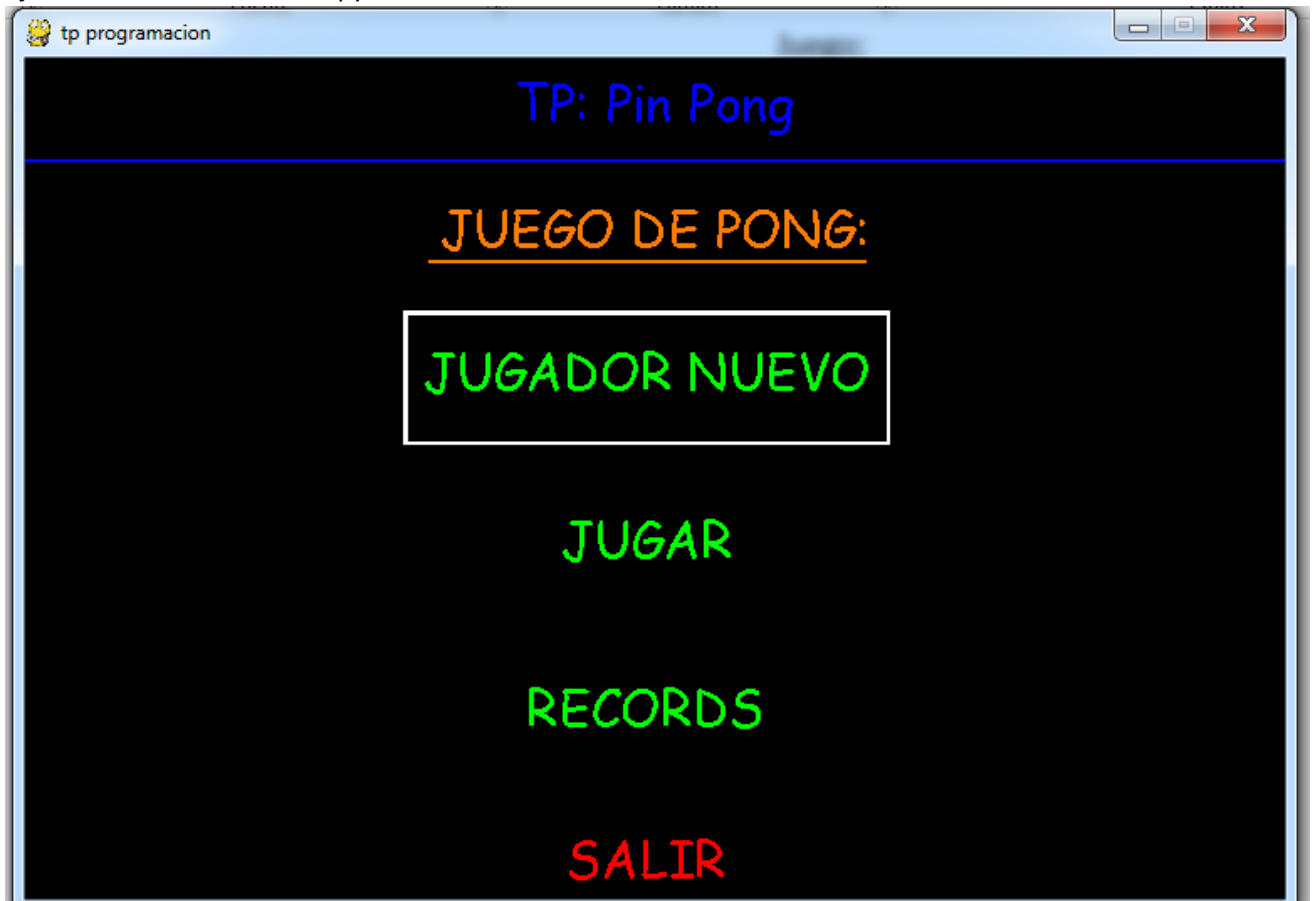 tp programacion
TP: Pin Pong
JUEGO DE PONG:
JUGADOR NUEVO
JUGAR
RECORDS
SALIR